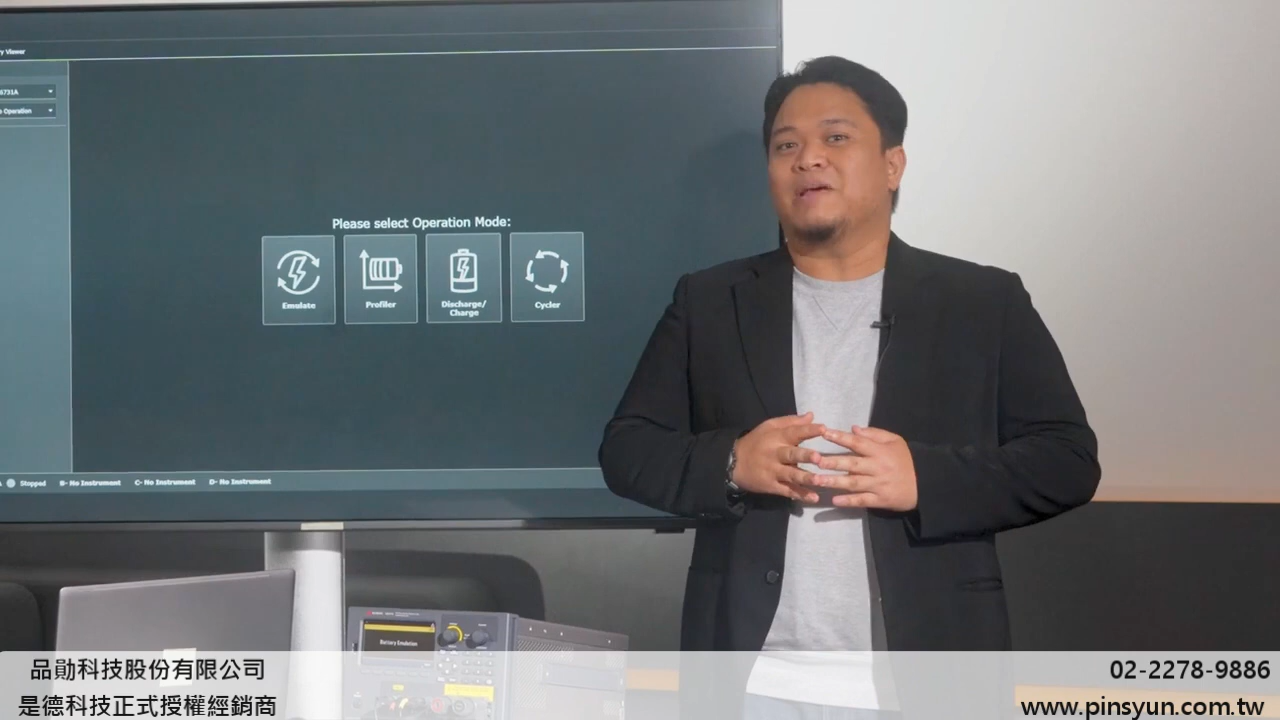 y Viewer
6731A
Operation
Please select Operation Mode:
Emulate
Profiler
Discharge/
Charge
Cycler
Stopped
B- No Instrument
C- No Instrument
D- No Instrument
Battery Emulation
品勛科技股份有限公司
02-2278-9886
是德科技正式授權經銷商
www.pinsyun.com.tw